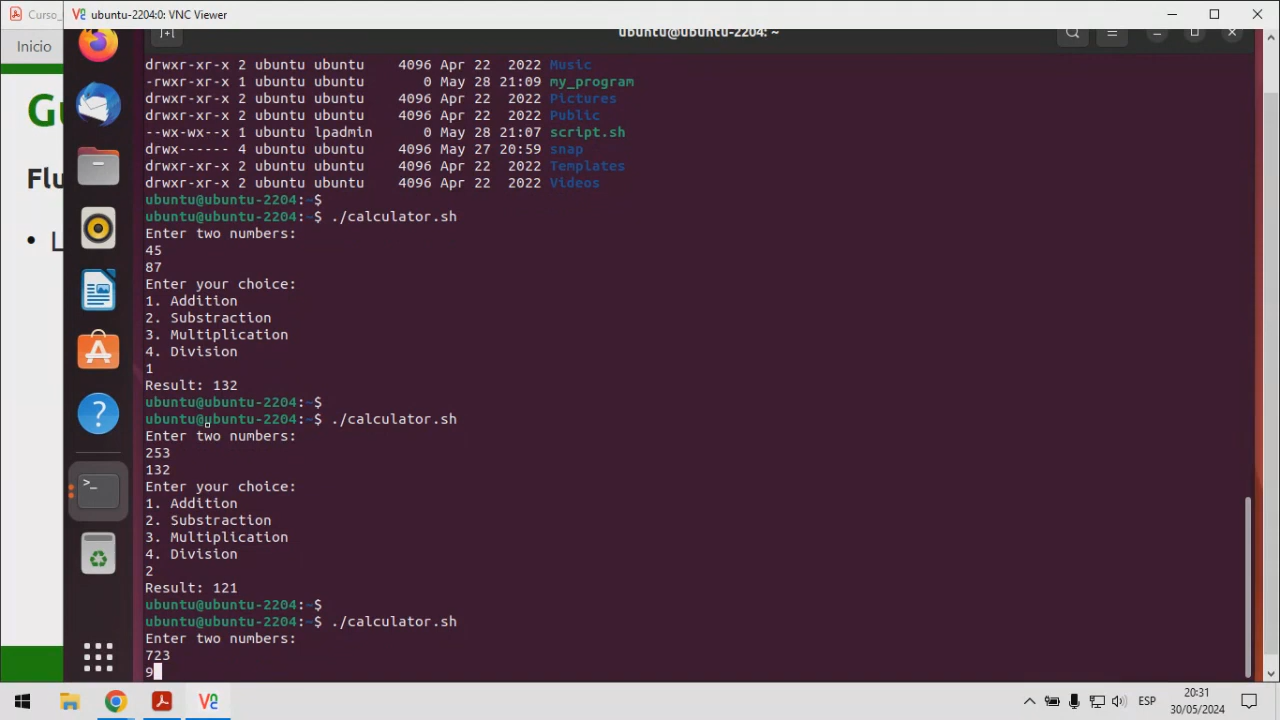 Curso_
ubuntu-2204:0: VNC Viewer
Inicio
ubuntu@ubuntu-2204: ~
Gu
Flu
• L
drwxr-xr-x 2 ubuntu ubuntu    4096 Apr 22  2022 Music
-rwxr-xr-x 1 ubuntu ubuntu       0 May 28 21:09 my_program
drwxr-xr-x 2 ubuntu ubuntu    4096 Apr 22  2022 Pictures
drwxr-xr-x 2 ubuntu ubuntu    4096 Apr 22  2022 Public
--wx-wx--x 1 ubuntu lpadmin      0 May 28 21:07 script.sh
drwx------ 4 ubuntu ubuntu    4096 May 27 20:59 snap
drwxr-xr-x 2 ubuntu ubuntu    4096 Apr 22  2022 Templates
drwxr-xr-x 2 ubuntu ubuntu    4096 Apr 22  2022 Videos
ubuntu@ubuntu-2204:~$
ubuntu@ubuntu-2204:~$ ./calculator.sh
Enter two numbers:
45
87
Enter your choice:
1. Addition
2. Substraction
3. Multiplication
4. Division
1
Result: 132
ubuntu@ubuntu-2204:~$
ubuntu@ubuntu-2204:~$ ./calculator.sh
Enter two numbers:
253
132
Enter your choice:
1. Addition
2. Substraction
3. Multiplication
4. Division
2
Result: 121
ubuntu@ubuntu-2204:~$
ubuntu@ubuntu-2204:~$ ./calculator.sh
Enter two numbers:
723
9
ESP
20:31
30/05/2024